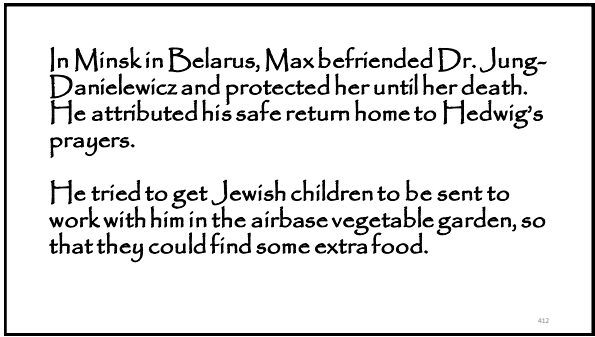 In Minsk in Belarus, Max befriended Dr. Jung-
Danielewicz and protected her until her death.
He attributed his safe return home to Hedwig's
prayers.
He tried to get Jewish children to be sent to
work with him in the airbase vegetable garden, so
that they could find some extra food.
412